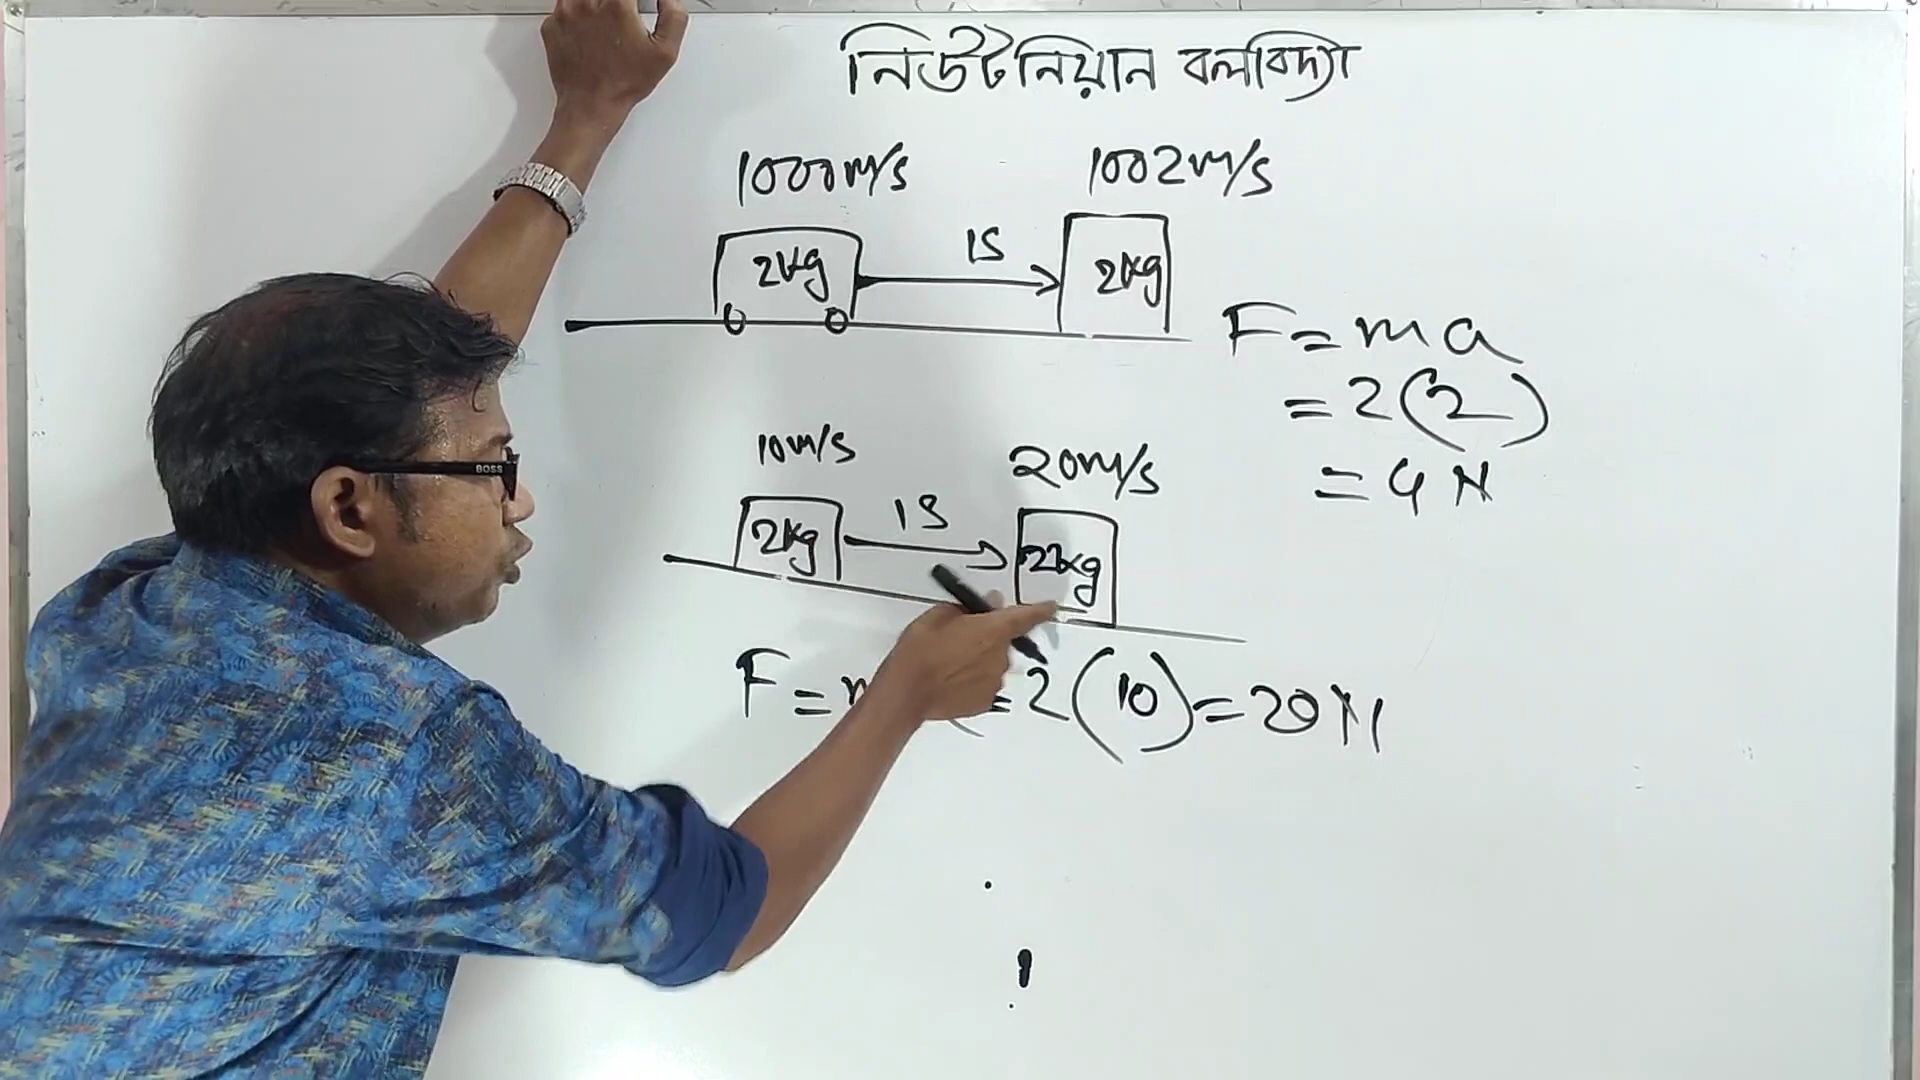 নিউটনিয়ান বলবিদ্যা
1000m/s
1002m/s
2kg
1S
2kg
F = ma
= 2(2)
= 4 N
10m/s
20m/s
2kg
1S
2kg
F = = 2(10) = 20N
BOSS